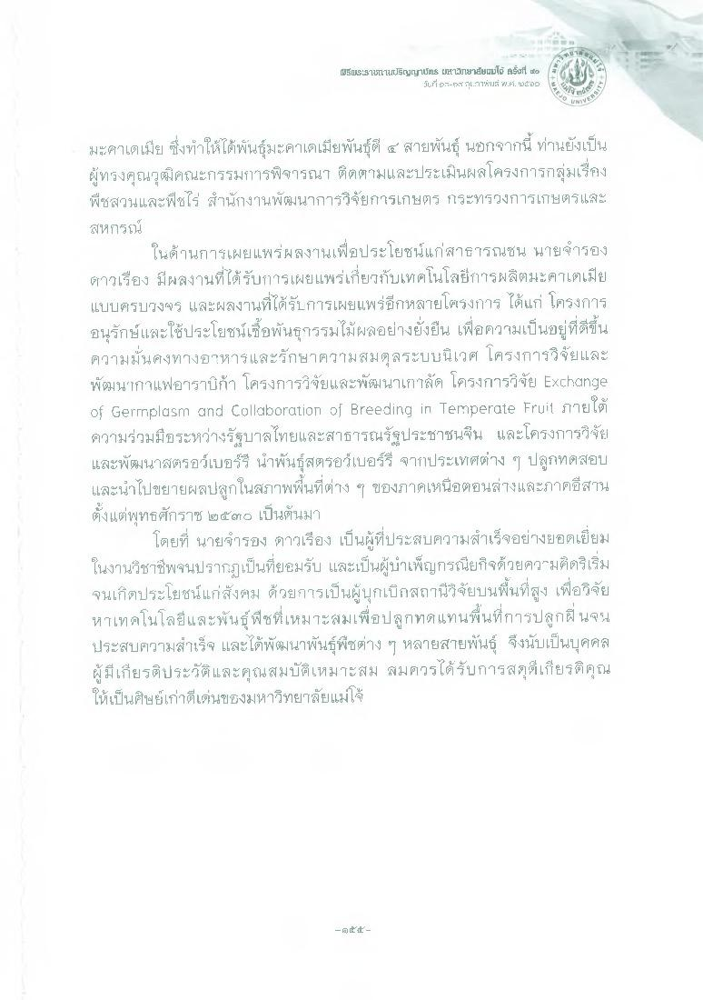 พิธีพระราชทานปริญญาบัตร มหาวิทยาลัยแม่โจ้ ครั้งที่ ๔๐
กุมภาพันธ์ พ.ศ. ๒๕๖๑
มหาวิทยาลัยแม่โจ้
MAEJO UNIVERSITY
มะคาเดเมีย ซึ่งทำให้ได้พันธุ์มะคาเดเมียพันธุ์ดี ๔ สายพันธุ์ นอกจากนี้ ท่านยังเป็น
ผู้ทรงคุณวุฒิคณะกรรมการพิจารณา ติดตามและประเมินผลโครงการกลุ่มเรื่อง
พืชสวนและพืชไร่ สำนักงานพัฒนาการวิจัยการเกษตร กระทรวงการเกษตรและ
สหกรณ์
ในด้านการเผยแพร่ผลงานเพื่อประโยชน์แก่สาธารณชน นายจำรอง
ดาวเรือง มีผลงานที่ได้รับการเผยแพร่เกี่ยวกับเทคโนโลยีการผลิตมะคาเดเมีย
แบบครบวงจร และผลงานที่ได้รับการเผยแพร่อีกหลายโครงการ ได้แก่ โครงการ
อนุรักษ์และใช้ประโยชน์เชื้อพันธุกรรมไม้ผลอย่างยั่งยืน เพื่อความเป็นอยู่ที่ดีขึ้น
ความมั่นคงทางอาหารและรักษาความสมดุลระบบนิเวศ โครงการวิจัยและ
พัฒนากาแฟอาราบิก้า โครงการวิจัยและพัฒนาเกาลัด โครงการวิจัย Exchange
of Germplasm and Collaboration of Breeding in Temperate Fruit ภายใต้
ความร่วมมือระหว่างรัฐบาลไทยและสาธารณรัฐประชาชนจีน และโครงการวิจัย
และพัฒนาสตรอว์เบอร์รี นำพันธุ์สตรอว์เบอร์รี จากประเทศต่าง ๆ ปลูกทดสอบ
และนำไปขยายผลปลูกในสภาพพื้นที่ต่าง ๆ ของภาคเหนือตอนล่างและภาคอีสาน
ตั้งแต่พุทธศักราช ๒๕๓๐ เป็นต้นมา
โดยที่ นายจำรอง ดาวเรือง เป็นผู้ที่ประสบความสำเร็จอย่างยอดเยี่ยม
ในงานวิชาชีพจนปรากฏเป็นที่ยอมรับ และเป็นผู้บำเพ็ญกรณียกิจด้วยความคิดริเริ่ม
จนเกิดประโยชน์แก่สังคม ด้วยการเป็นผู้บุกเบิกสถานีวิจัยบนพื้นที่สูง เพื่อวิจัย
หาเทคโนโลยีและพันธุ์พืชที่เหมาะสมเพื่อปลูกทดแทนพื้นที่การปลูกฝิ่นจน
ประสบความสำเร็จ และได้พัฒนาพันธุ์พืชต่าง ๆ หลายสายพันธุ์ จึงนับเป็นบุคคล
ผู้มีเกียรติประวัติและคุณสมบัติเหมาะสม สมควรได้รับการสดุดีเกียรติคุณ
ให้เป็นศิษย์เก่าดีเด่นของมหาวิทยาลัยแม่โจ้
-๑๕๕-